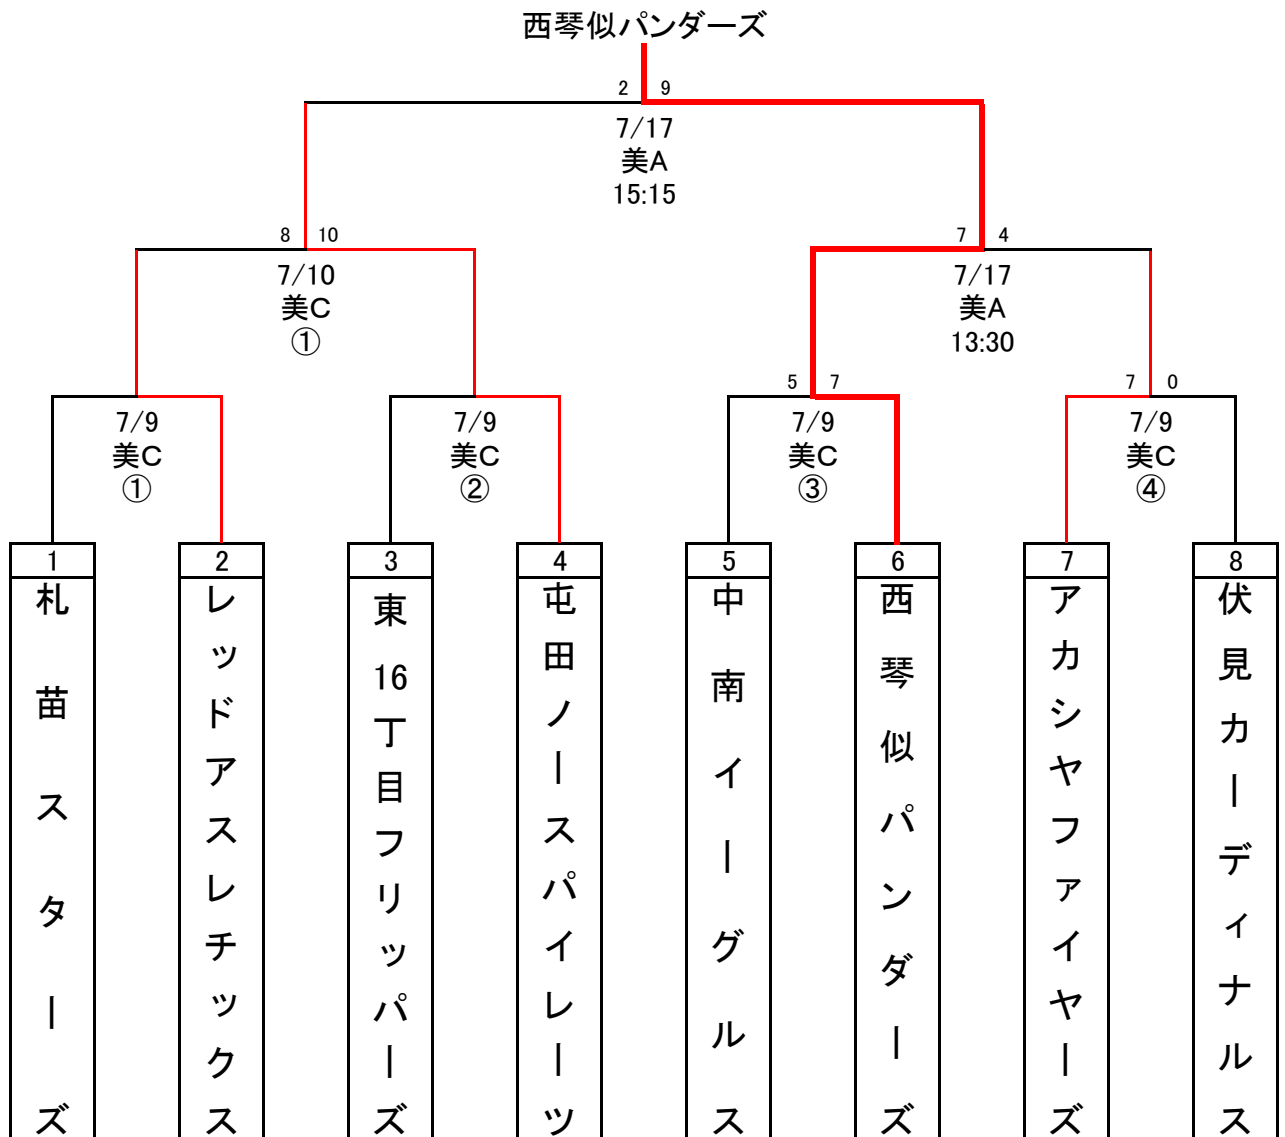 西琴似パンダーズ
2 9
7/17
美A
15:15
8 10
7/10
美C
①
7 4
7/17
美A
13:30
7/9
美C
①
7/9
美C
②
5 7
7/9
美C
③
7 0
7/9
美C
④
1
札苗スターズ
2
レッドアスレチックス
3
東16丁目フリッパーズ
4
屯田ノースパイレーツ
5
中南イーグルス
6
西琴似パンダーズ
7
アカシヤファイヤーズ
8
伏見カーディナルス